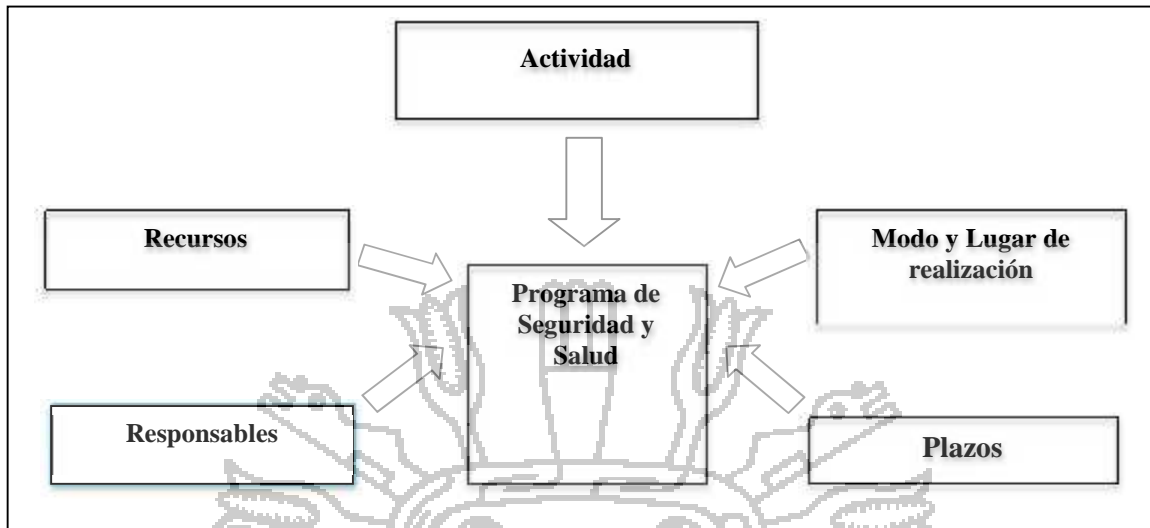 Actividad
Recursos
Modo y Lugar de
realización
Programa de
Seguridad y
Salud
Responsables
Plazos